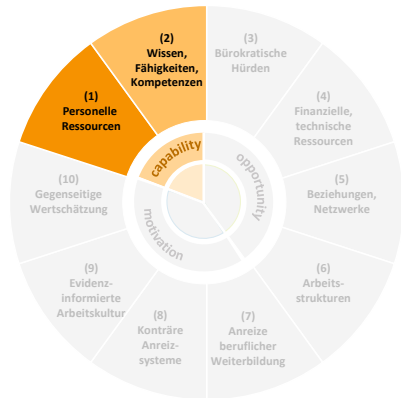 (1)
Personelle
Ressourcen
(2)
Wissen,
Fähigkeiten,
Kompetenzen
(3)
Bürokratische
Hürden
(4)
Finanzielle,
technische
Ressourcen
(5)
Beziehungen,
Netzwerke
(6)
Arbeits-
strukturen
(7)
Anreize
beruflicher
Weiterbildung
(8)
Konträre
Anreiz-
systeme
(9)
Evidenz-
informierte
Arbeitskultur
(10)
Gegenseitige
Wertschätzung
capability
opportunity
motivation